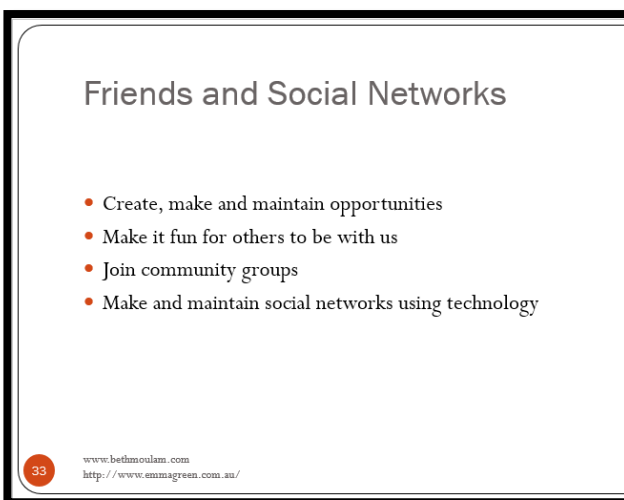 Friends and Social Networks
Create, make and maintain opportunities
Make it fun for others to be with us
Join community groups
Make and maintain social networks using technology
33
www.bethmoulam.com
http://www.emmagreen.com.au/